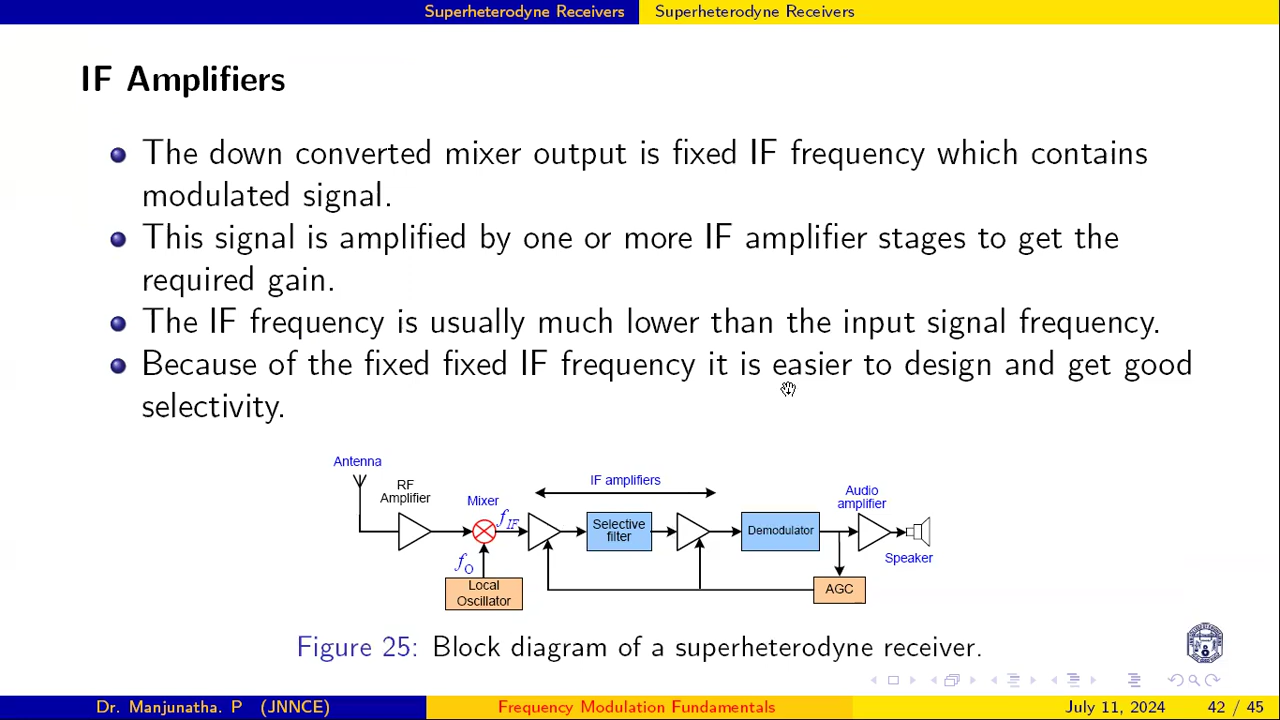 Superheterodyne Receivers Superheterodyne Receivers
IF Amplifiers
The down converted mixer output is fixed IF frequency which contains
modulated signal.
This signal is amplified by one or more IF amplifier stages to get the
required gain.
The IF frequency is usually much lower than the input signal frequency.
Because of the fixed fixed IF frequency it is easier to design and get good
selectivity.
Antenna
RF
Amplifier
Mixer
f_IF
f_O
Local
Oscillator
IF amplifiers
Selective
filter
Demodulator
Audio
amplifier
Speaker
AGC
Figure 25: Block diagram of a superheterodyne receiver.
Dr. Manjunatha. P (JNNCE) Frequency Modulation Fundamentals July 11, 2024 42 / 45